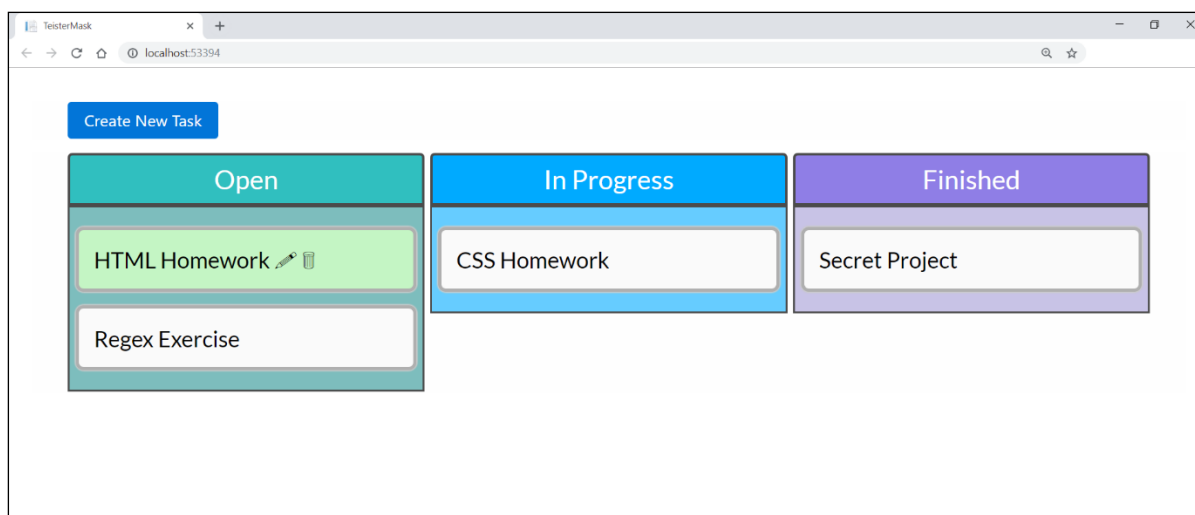 TeisterMask
localhost:53394
Create New Task
Open
In Progress
Finished
HTML Homework
CSS Homework
Secret Project
Regex Exercise